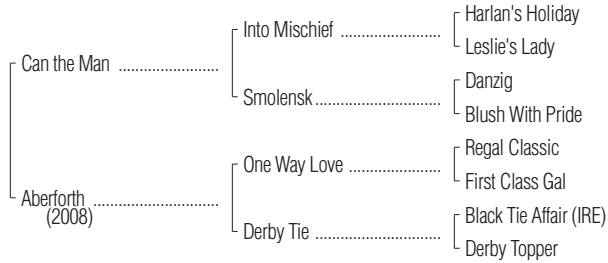 Harlan's Holiday
Into Mischief ....................
Leslie's Lady
Can the Man ....................
Danzig
Smolensk .........................
Blush With Pride
Regal Classic
One Way Love ....................
First Class Gal
Aberforth .........................
(2008)
Black Tie Affair (IRE)
Derby Tie .........................
Derby Topper